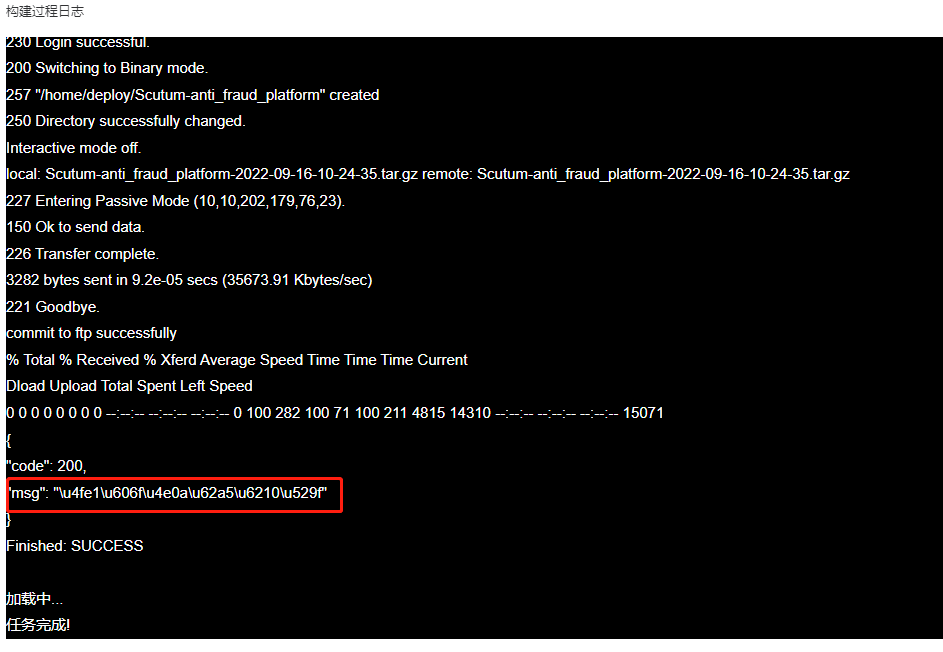 构建过程日志
230 Login successful.
200 Switching to Binary mode.
257 "/home/deploy/Scutum-anti_fraud_platform" created
250 Directory successfully changed.
Interactive mode off.
local: Scutum-anti_fraud_platform-2022-09-16-10-24-35.tar.gz remote: Scutum-anti_fraud_platform-2022-09-16-10-24-35.tar.gz
227 Entering Passive Mode (10,10,202,179,76,23).
150 Ok to send data.
226 Transfer complete.
3282 bytes sent in 9.2e-05 secs (35673.91 Kbytes/sec)
221 Goodbye.
commit to ftp successfully
% Total % Received % Xferd Average Speed Time Time Time Current
Dload Upload Total Spent Left Speed
0 0 0 0 0 0 0 0 --:--:-- --:--:-- --:--:-- 0 100 282 100 71 100 211 4815 14310 --:--:-- --:--:-- --:--:-- 15071
{
"code": 200,
"msg": "\u4fe1\u606f\u4e0a\u62a5\u6210\u529f"
}
Finished: SUCCESS
加载中...
任务完成!